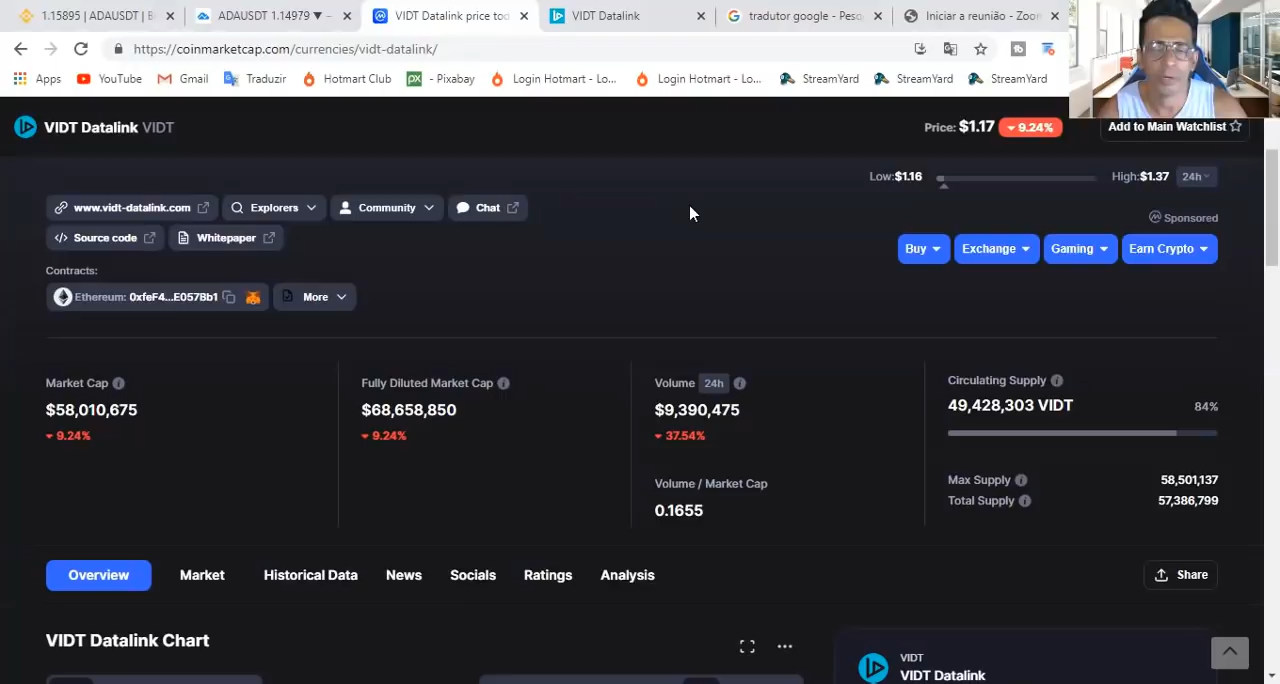 1.15895 | ADAUSDT | B
ADAUSDT 1.14979 ▼ –
VIDT Datalink price too
VIDT Datalink
tradutor google - Pesq
Iniciar a reunião - Zoon
https://coinmarketcap.com/currencies/vidt-datalink/
Apps
YouTube
Gmail
Traduzir
Hotmart Club
- Pixabay
Login Hotmart - Lo...
Login Hotmart - Lo...
StreamYard
StreamYard
StreamYard
VIDT Datalink VIDT
Price: $1.17 9.24%
Add to Main Watchlist
Low: $1.16
High: $1.37 24h
www.vidt-datalink.com
Explorers
Community
Chat
Sponsored
Source code
Whitepaper
Buy
Exchange
Gaming
Earn Crypto
Contracts:
Ethereum: 0xfeF4...E057Bb1
More
Market Cap
$58,010,675
9.24%
Fully Diluted Market Cap
$68,658,850
9.24%
Volume 24h
$9,390,475
37.54%
Volume / Market Cap
0.1655
Circulating Supply
49,428,303 VIDT 84%
Max Supply 58,501,137
Total Supply 57,386,799
Overview
Market
Historical Data
News
Socials
Ratings
Analysis
Share
VIDT Datalink Chart
VIDT
VIDT Datalink